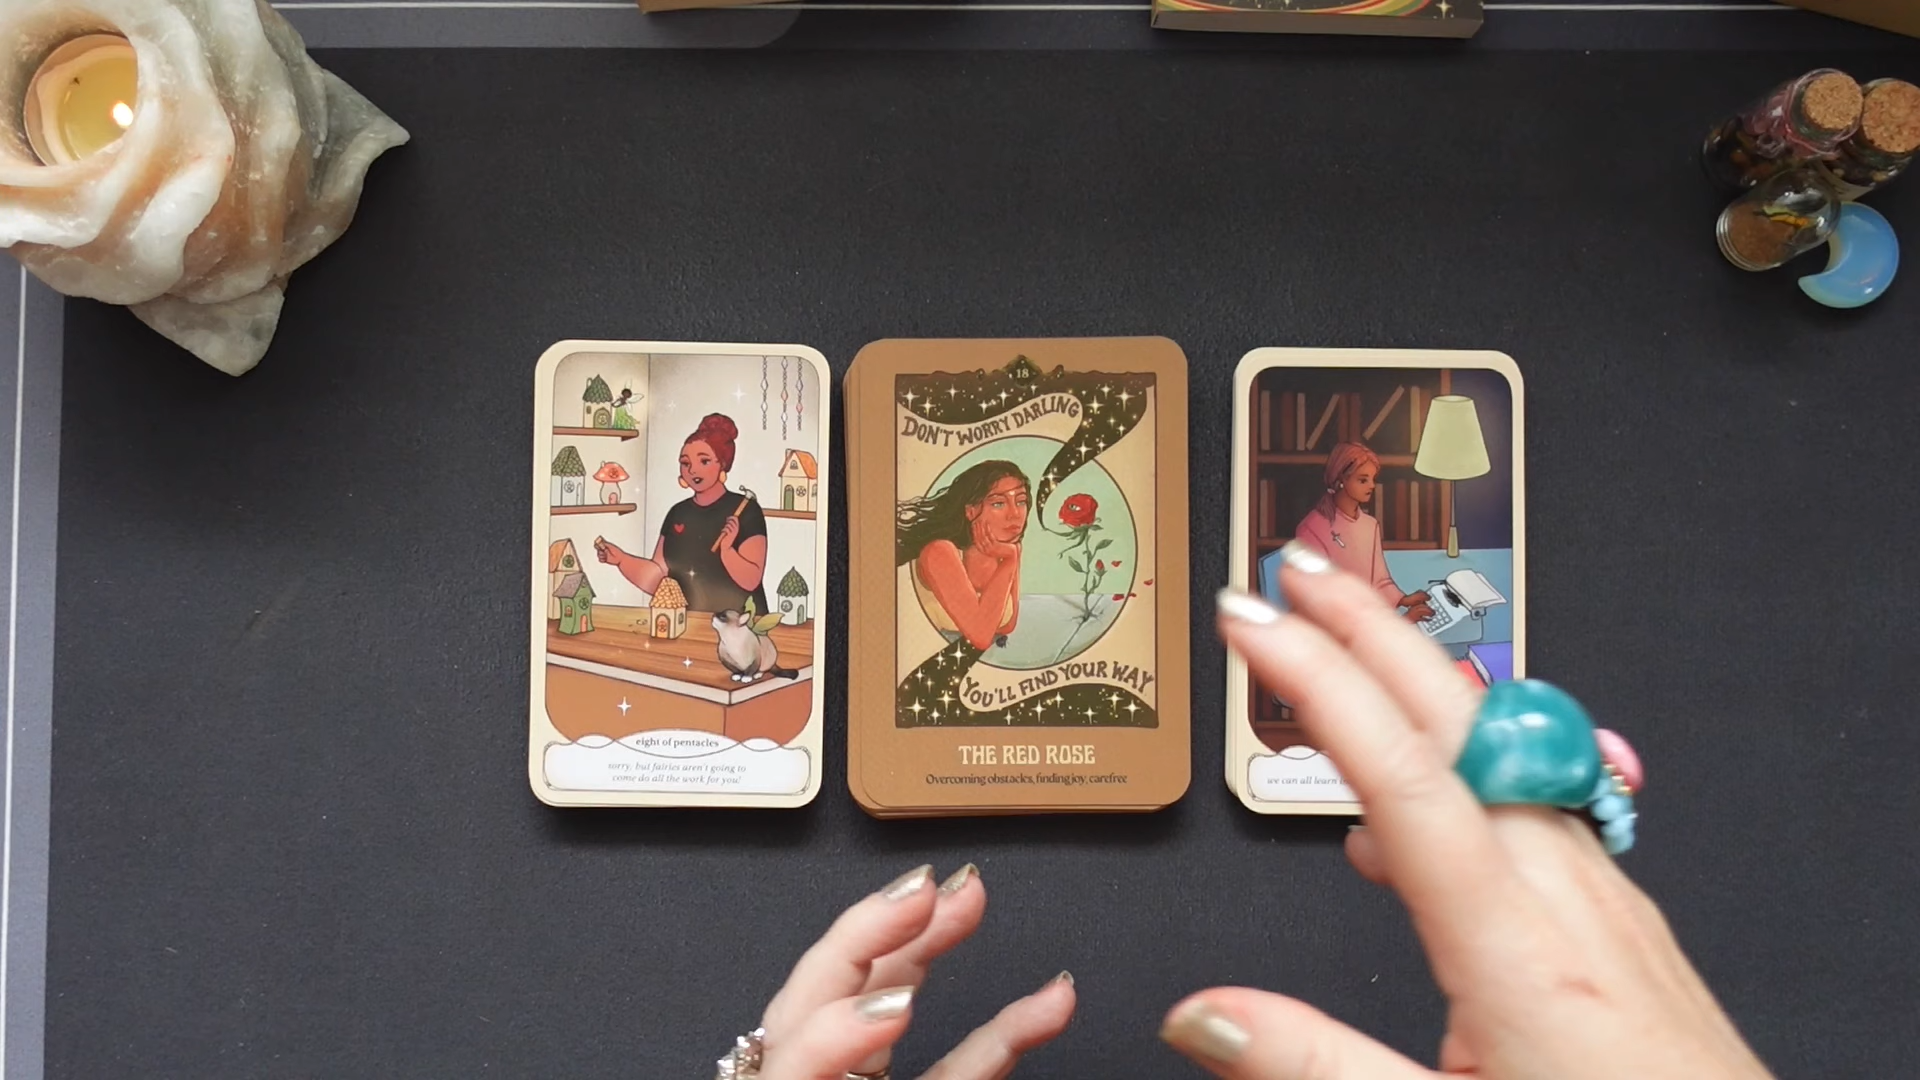 eight of pentacles
sorry, but fairies aren't going to
come do all the work for you!
18
DON'T WORRY DARLING
YOU'LL FIND YOUR WAY
THE RED ROSE
Overcoming obstacles, finding joy, carefree
we can all learn